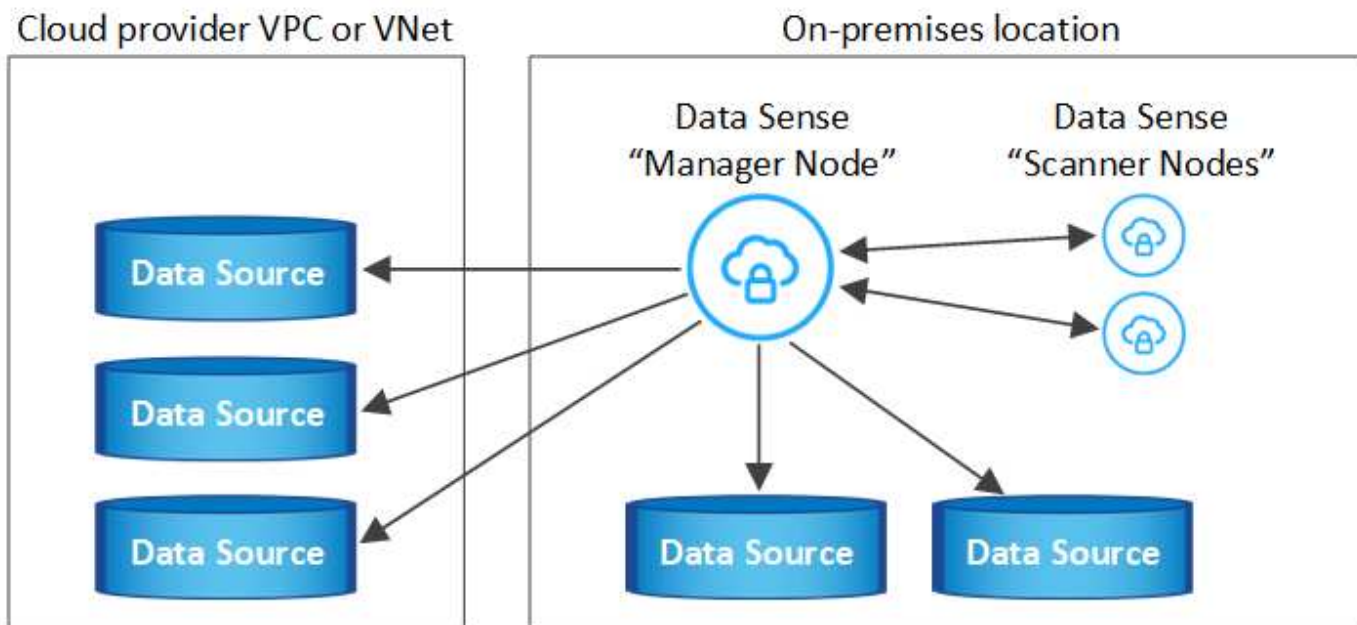 Cloud provider VPC or VNet
On-premises location
Data Sense
“Manager Node”
Data Sense
“Scanner Nodes”
Data Source
Data Source
Data Source
Data Source
Data Source